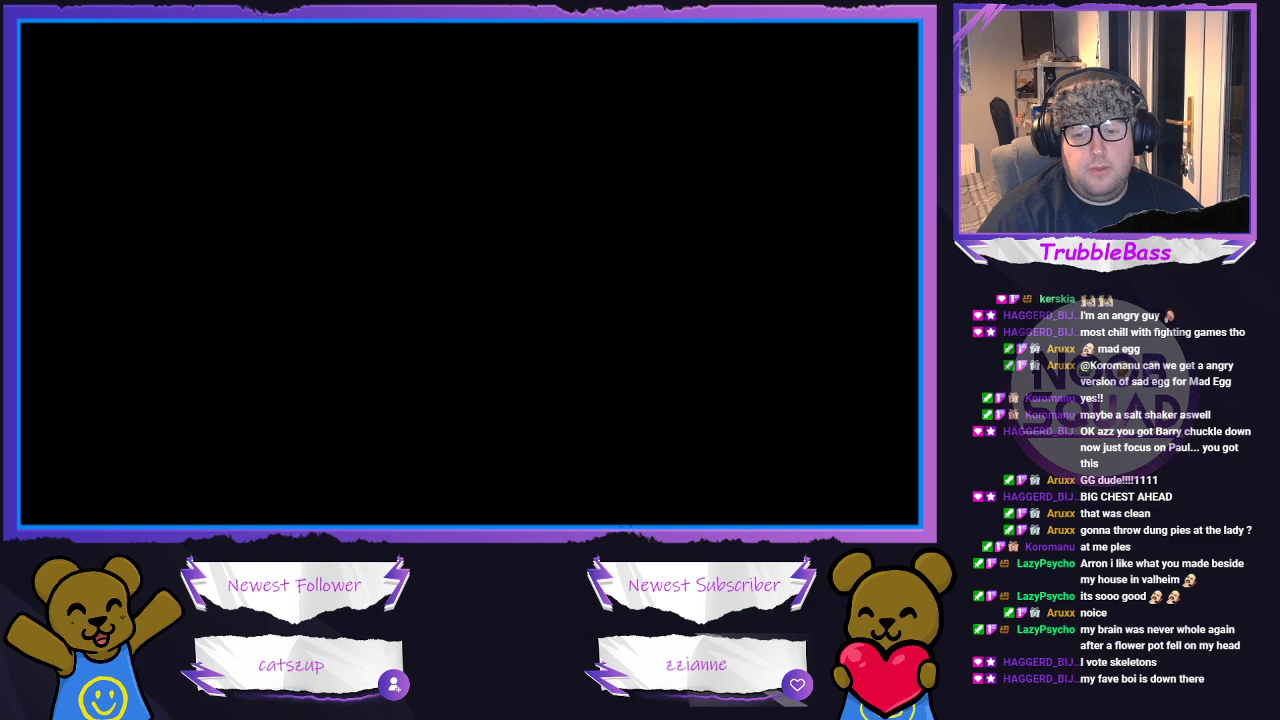 TrubbleBass
kerskia
HAGGERD_BIJ... I'm an angry guy
HAGGERD_BIJ... most chill with fighting games tho
Aruxx mad egg
Aruxx @Koromanu can we get a angry
version of sad egg for Mad Egg
Koromanu yes!!
Koromanu maybe a salt shaker aswell
HAGGERD_BIJ... OK azz you got Barry chuckle down
now just focus on Paul... you got
this
Aruxx GG dude!!!!1111
HAGGERD_BIJ... BIG CHEST AHEAD
Aruxx that was clean
Aruxx gonna throw dung pies at the lady ?
Koromanu at me ples
LazyPsycho Arron i like what you made beside
my house in valheim
LazyPsycho its sooo good
Aruxx noice
LazyPsycho my brain was never whole again
after a flower pot fell on my head
HAGGERD_BIJ... I vote skeletons
HAGGERD_BIJ... my fave boi is down there
NOOB
SQUAD
Newest Follower
catszup
Newest Subscriber
zzianne